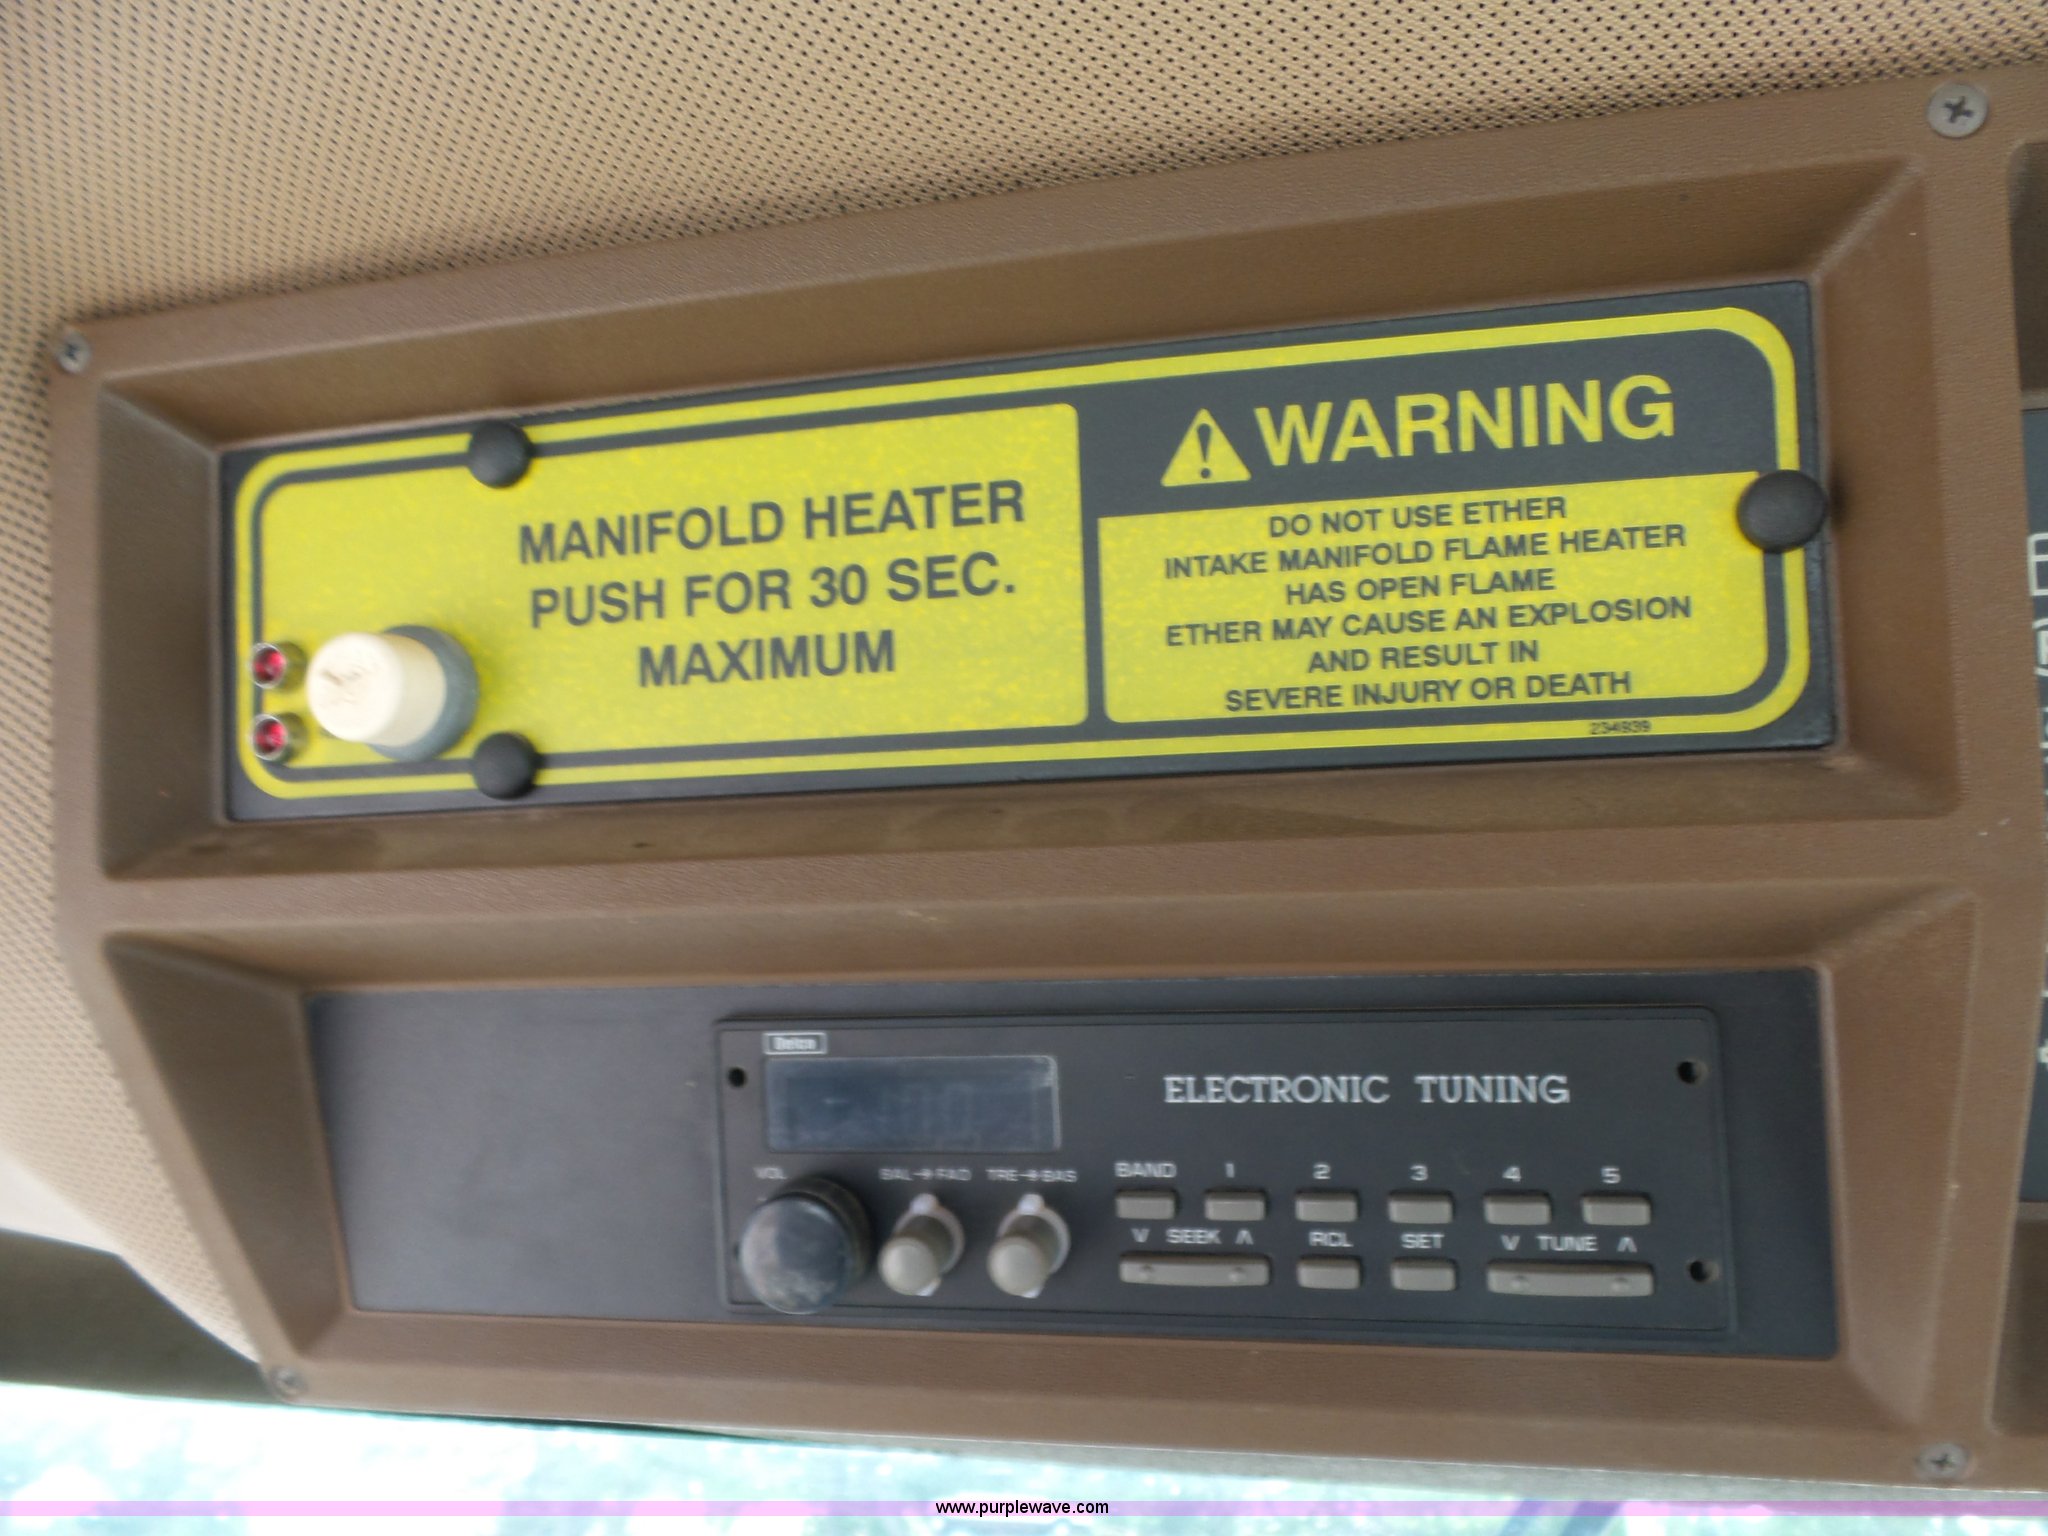 MANIFOLD HEATER
PUSH FOR 30 SEC.
MAXIMUM
WARNING
DO NOT USE ETHER
INTAKE MANIFOLD FLAME HEATER
HAS OPEN FLAME
ETHER MAY CAUSE AN EXPLOSION
AND RESULT IN
SEVERE INJURY OR DEATH
234939
Delco
ELECTRONIC TUNING
VOL BAL→FAD TRE→BAS
BAND 1 2 3 4 5
V SEEK Λ RCL SET V TUNE Λ
www.purplewave.com